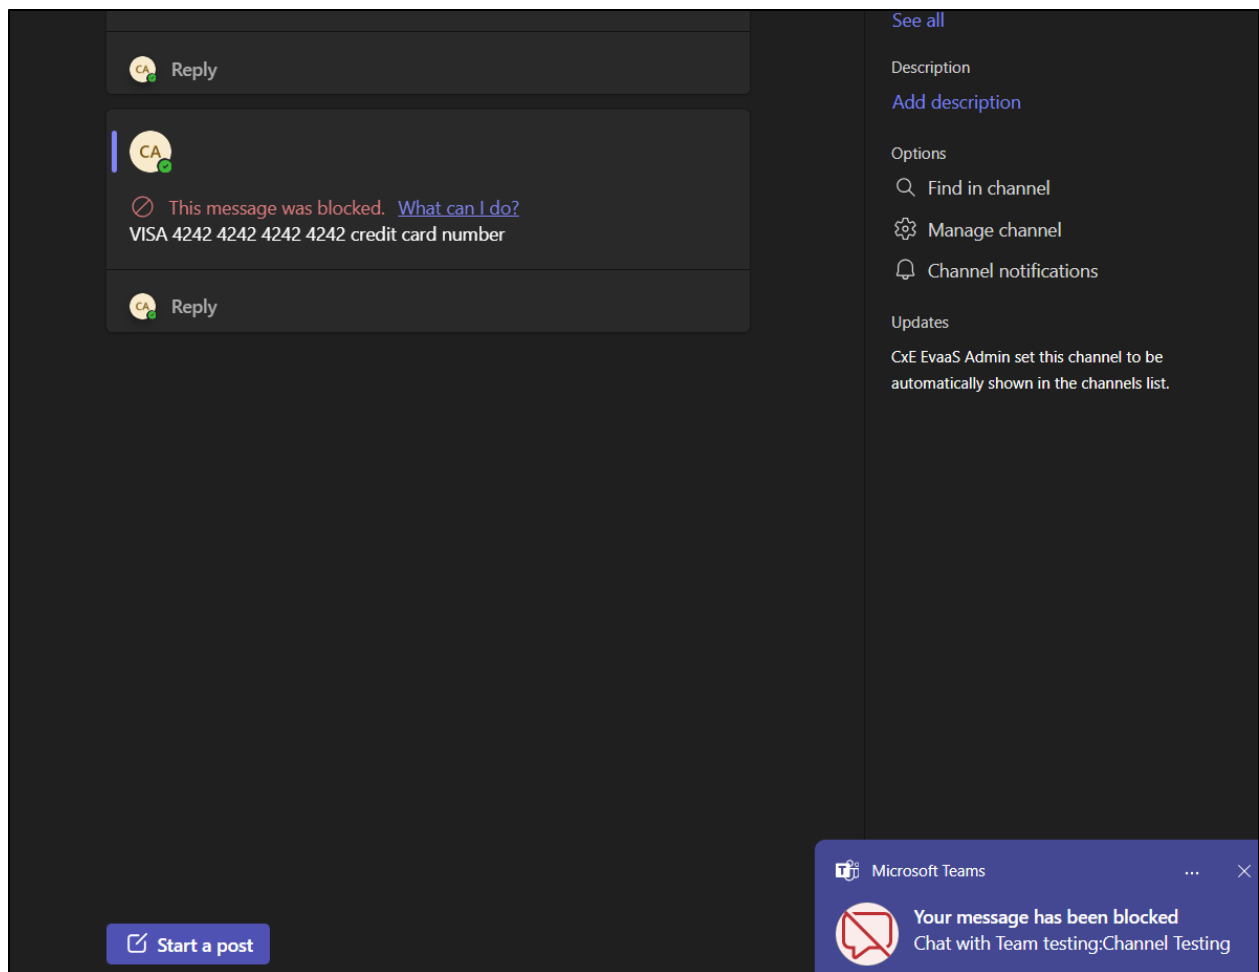 See all
CA Reply
Description
Add description
CA
This message was blocked. What can I do?
VISA 4242 4242 4242 4242 credit card number
CA Reply
Options
Find in channel
Manage channel
Channel notifications
Updates
CxE EvaaS Admin set this channel to be
automatically shown in the channels list.
Start a post
Microsoft Teams
Your message has been blocked
Chat with Team testing:Channel Testing